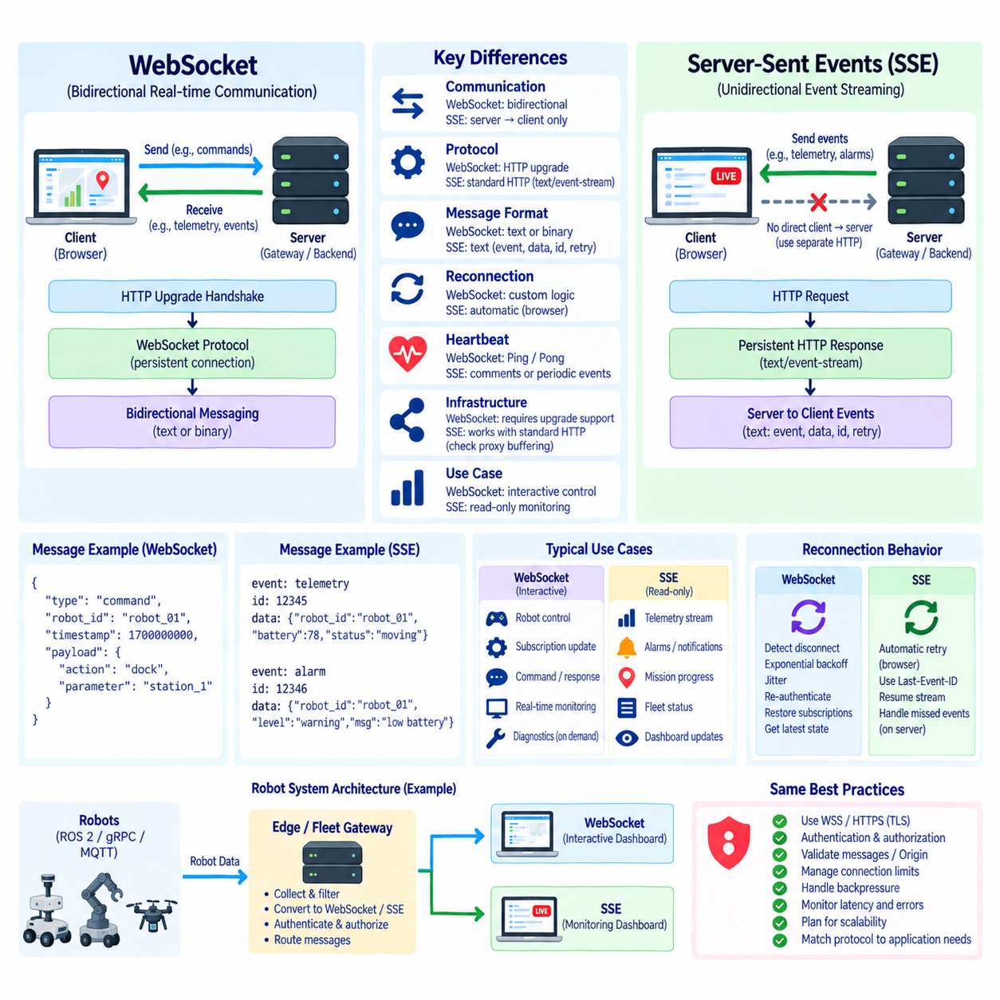 WebSocket
(Bidirectional Real-time Communication)
Send (e.g., commands)
Receive
(e.g., telemetry, events)
Client
(Browser)
Server
(Gateway / Backend)
HTTP Upgrade Handshake
WebSocket Protocol
(persistent connection)
Bidirectional Messaging
(text or binary)
Key Differences
Communication
WebSocket: bidirectional
SSE: server → client only
Protocol
WebSocket: HTTP upgrade
SSE: standard HTTP (text/event-stream)
Message Format
WebSocket: text or binary
SSE: text (event, data, id, retry)
Reconnection
WebSocket: custom logic
SSE: automatic (browser)
Heartbeat
WebSocket: Ping / Pong
SSE: comments or periodic events
Infrastructure
WebSocket: requires upgrade support
SSE: works with standard HTTP
(check proxy buffering)
Use Case
WebSocket: interactive control
SSE: read-only monitoring
Server-Sent Events (SSE)
(Unidirectional Event Streaming)
LIVE
Send events
(e.g., telemetry, alarms)
No direct client → server
(use separate HTTP)
Client
(Browser)
Server
(Gateway / Backend)
HTTP Request
Persistent HTTP Response
(text/event-stream)
Server to Client Events
(text: event, data, id, retry)
Message Example (WebSocket)
{
"type": "command",
"robot_id": "robot_01",
"timestamp": 1700000000,
"payload": {
"action": "dock",
"parameter": "station_1"
}
}
Message Example (SSE)
event: telemetry
id: 12345
data: {"robot_id":"robot_01",
"battery":78,"status":"moving"}
event: alarm
id: 12346
data: {"robot_id":"robot_01",
"level":"warning","msg":"low battery"}
Typical Use Cases
WebSocket
(Interactive)
Robot control
Subscription update
Command / response
Real-time monitoring
Diagnostics (on demand)
SSE
(Read-only)
Telemetry stream
Alarms / notifications
Mission progress
Fleet status
Dashboard updates
Reconnection Behavior
WebSocket
Detect disconnect
Exponential backoff
Jitter
Re-authenticate
Restore subscriptions
Get latest state
SSE
Automatic retry
(browser)
Use Last-Event-ID
Resume stream
Handle missed events
(on server)
Robot System Architecture (Example)
Robots
(ROS 2 / gRPC /
MQTT)
Robot Data
Edge / Fleet Gateway
• Collect & filter
• Convert to WebSocket / SSE
• Authenticate & authorize
• Route messages
WebSocket
(Interactive Dashboard)
LIVE
SSE
(Monitoring Dashboard)
Same Best Practices
Use WSS / HTTPS (TLS)
Authentication & authorization
Validate messages / Origin
Manage connection limits
Handle backpressure
Monitor latency and errors
Plan for scalability
Match protocol to application needs